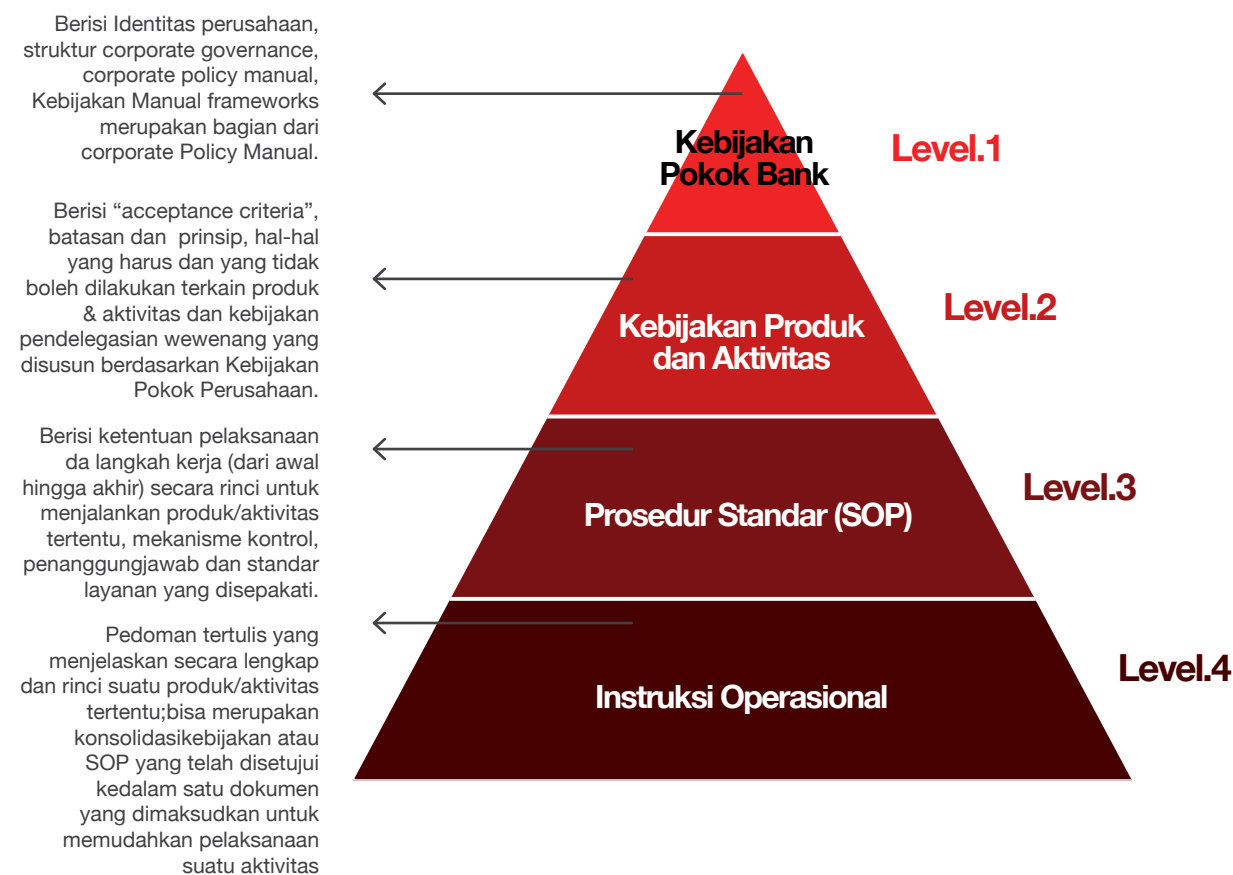 Berisi Identitas perusahaan,
struktur corporate governance,
corporate policy manual,
Kebijakan Manual frameworks
merupakan bagian dari
corporate Policy Manual.
Kebijakan
Pokok Bank
Level.1
Berisi “acceptance criteria”,
batasan dan prinsip, hal-hal
yang harus dan yang tidak
boleh dilakukan terkain produk
& aktivitas dan kebijakan
pendelegasian wewenang yang
disusun berdasarkan Kebijakan
Pokok Perusahaan.
Kebijakan Produk
dan Aktivitas
Level.2
Berisi ketentuan pelaksanaan
da langkah kerja (dari awal
hingga akhir) secara rinci untuk
menjalankan produk/aktivitas
tertentu, mekanisme kontrol,
penanggungjawab dan standar
layanan yang disepakati.
Prosedur Standar (SOP)
Level.3
Pedoman tertulis yang
menjelaskan secara lengkap
dan rinci suatu produk/aktivitas
tertentu;bisa merupakan
konsolidasikebijakan atau
SOP yang telah disetujui
kedalam satu dokumen
yang dimaksudkan untuk
memudahkan pelaksanaan
suatu aktivitas
Instruksi Operasional
Level.4